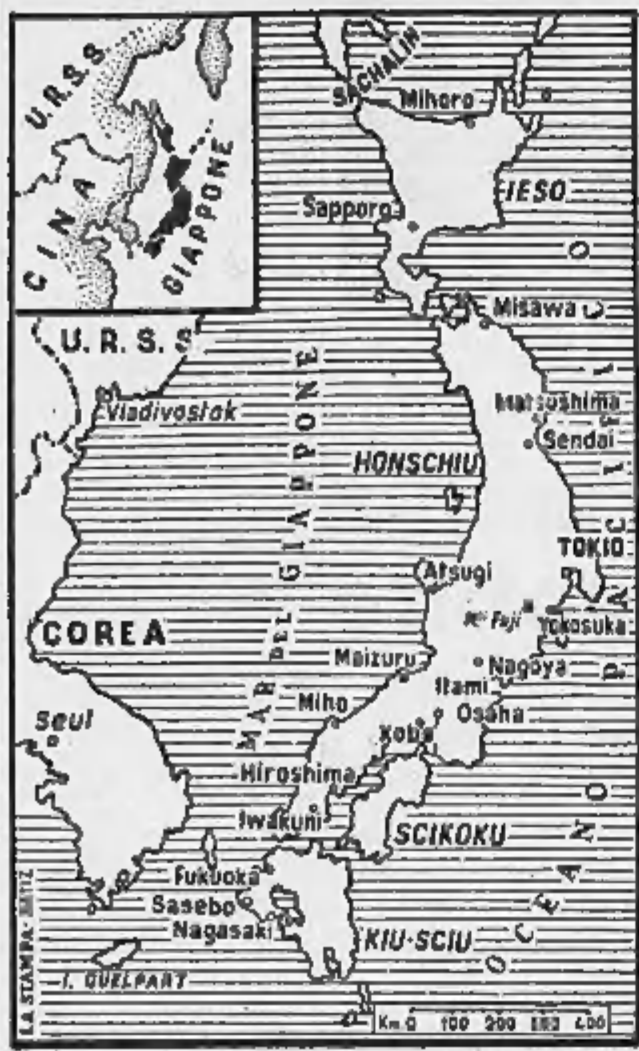 U.R.S.S.
CINA
GIAPPONE
SACHALIN
Mihoro
IESO
Sapporo
Misawa
U.R.S.S
Vladivostok
MAR DEL GIAPPONE
Matsushima
Sendai
HONSCHIU
TOKIO
Atsugi
Fuji
Yokosuka
COREA
Maizuru
Nagoya
Miho
Itami
Osaha
Seul
Kobe
Hiroshima
Iwakuni
SCIKOKU
OCEANO PACIFI
Fukuoka
Sasebo
Nagasaki
KIU-SCIU
I. QUELPART
LA STAMPA
Km. 0 100 200 300 400